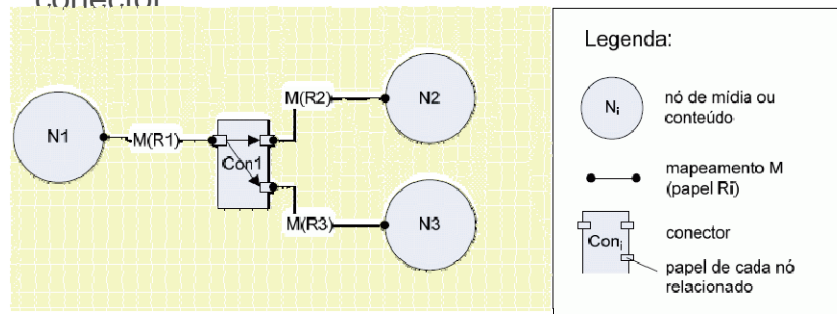 conector
N1
M(R1)
Con1
M(R2)
N2
M(R3)
N3
Legenda:
Ni
nó de mídia ou
conteúdo
mapeamento M
(papel Ri)
Coni
conector
papel de cada nó
relacionado